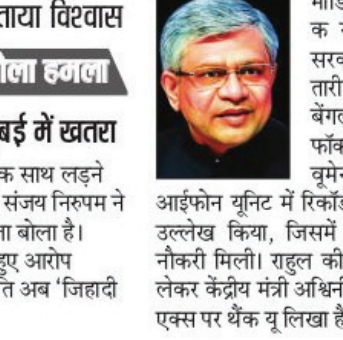 ताया विश्वास
ोला हमला
बई में खतरा
क साथ लड़ने
संजय निरुपम ने
ा बोला है।
हुए आरोप
त अब 'जिहादी
क
सरव
तारी
बेंगल
फॉक
वूमेन
आईफोन यूनिट में रिकॉर्ड
उल्लेख किया, जिसमें
नौकरी मिली। राहुल की
लेकर केंद्रीय मंत्री अश्विनी
एक्स पर थैंक यू लिखा है